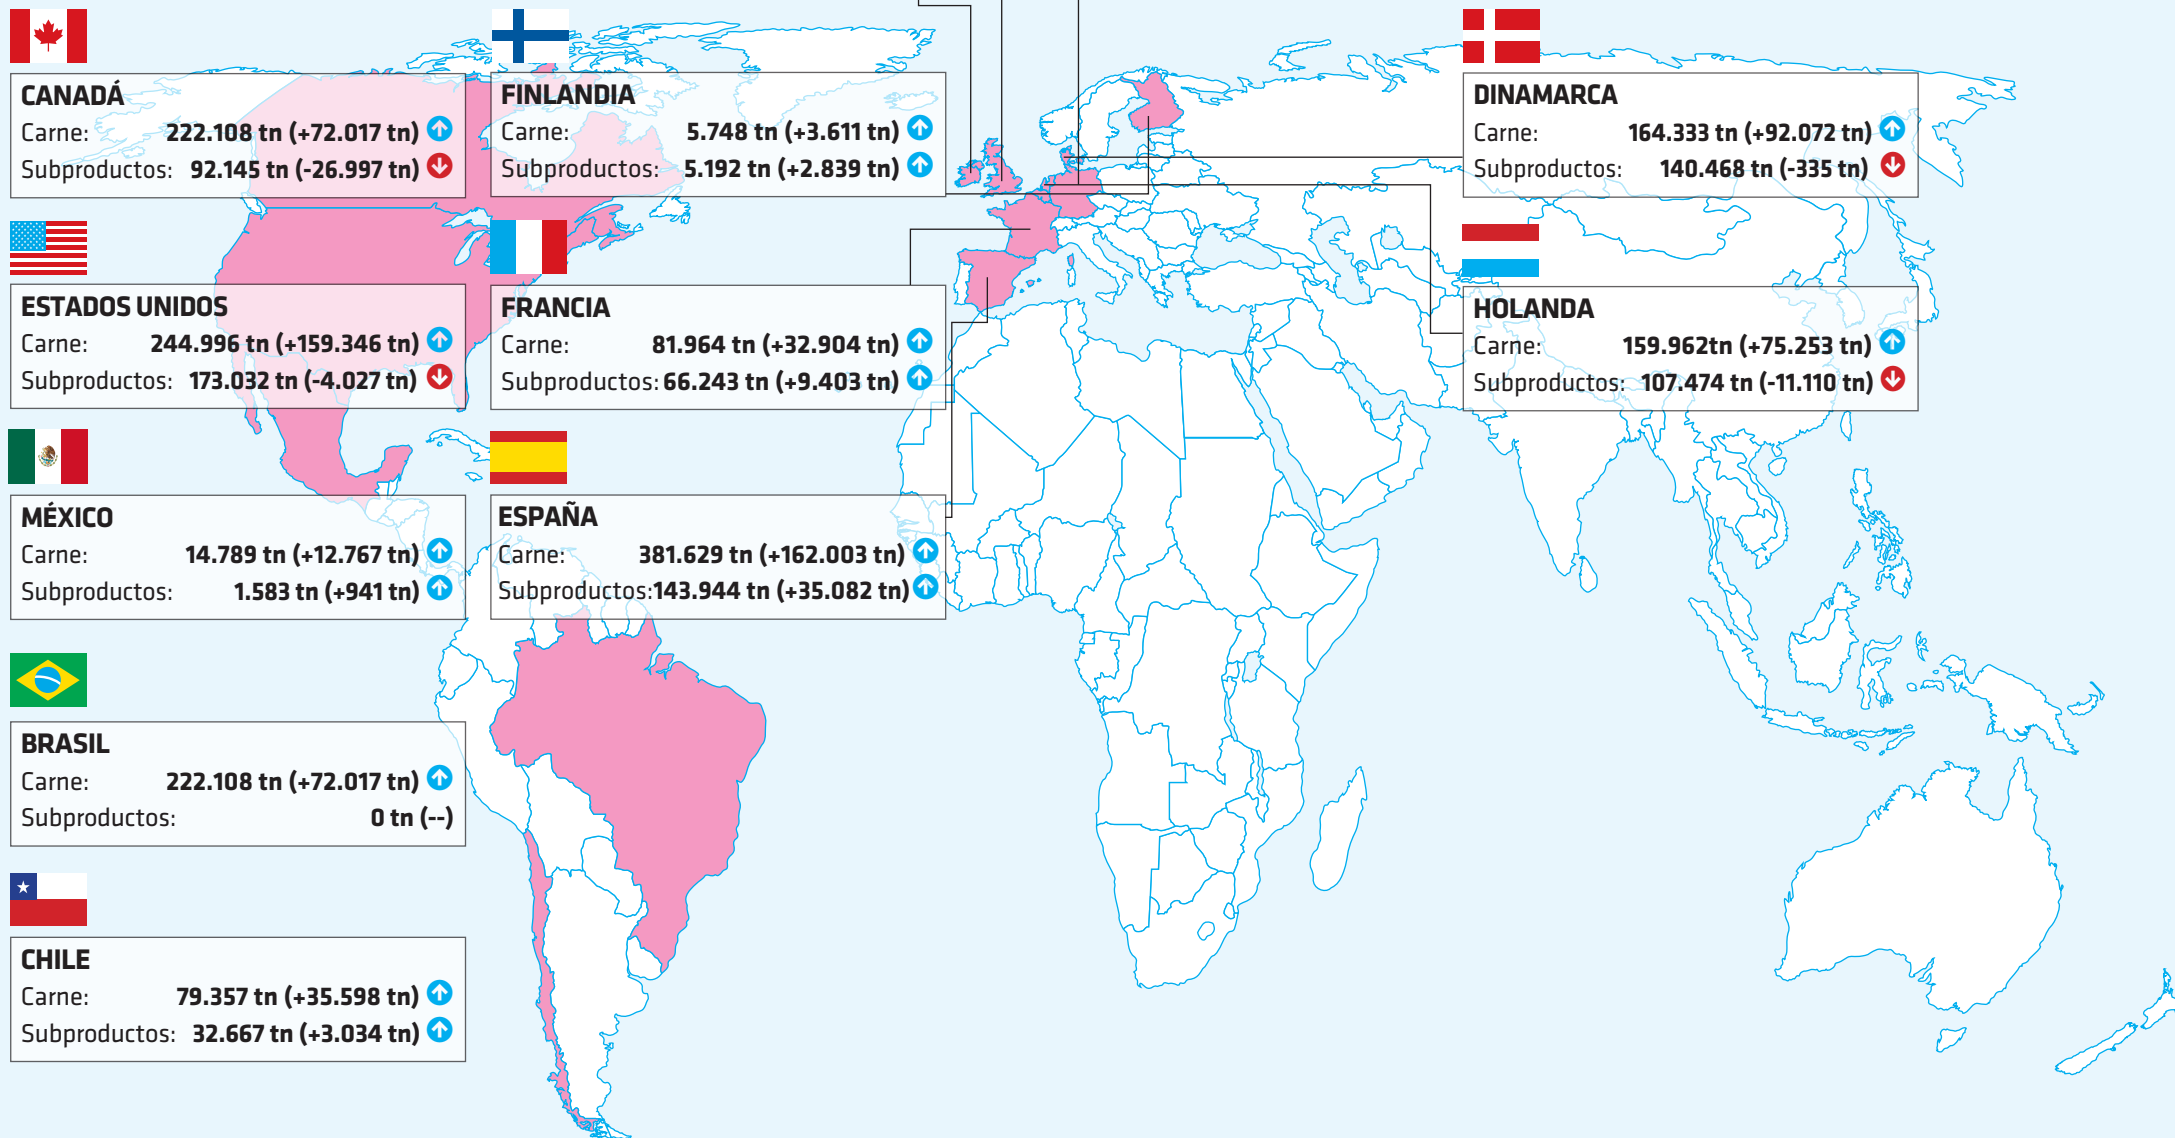 CANADÁ
Carne: 222.108 tn (+72.017 tn)
Subproductos: 92.145 tn (-26.997 tn)
FINLANDIA
Carne: 5.748 tn (+3.611 tn)
Subproductos: 5.192 tn (+2.839 tn)
DINAMARCA
Carne: 164.333 tn (+92.072 tn)
Subproductos: 140.468 tn (-335 tn)
ESTADOS UNIDOS
Carne: 244.996 tn (+159.346 tn)
Subproductos: 173.032 tn (-4.027 tn)
FRANCIA
Carne: 81.964 tn (+32.904 tn)
Subproductos: 66.243 tn (+9.403 tn)
HOLANDA
Carne: 159.962tn (+75.253 tn)
Subproductos: 107.474 tn (-11.110 tn)
MÉXICO
Carne: 14.789 tn (+12.767 tn)
Subproductos: 1.583 tn (+941 tn)
ESPAÑA
Carne: 381.629 tn (+162.003 tn)
Subproductos:143.944 tn (+35.082 tn)
BRASIL
Carne: 222.108 tn (+72.017 tn)
Subproductos: 0 tn (--)
CHILE
Carne: 79.357 tn (+35.598 tn)
Subproductos: 32.667 tn (+3.034 tn)